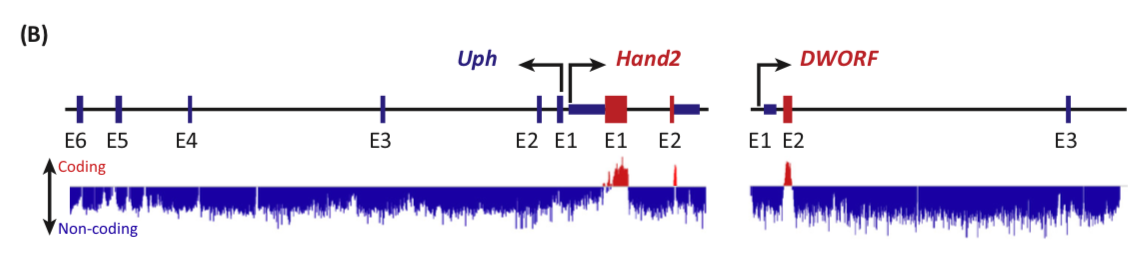 (B)
Uph Hand2 DWORF
E6 E5 E4 E3 E2 E1 E1 E2 E1 E2 E3
Coding
Non-coding